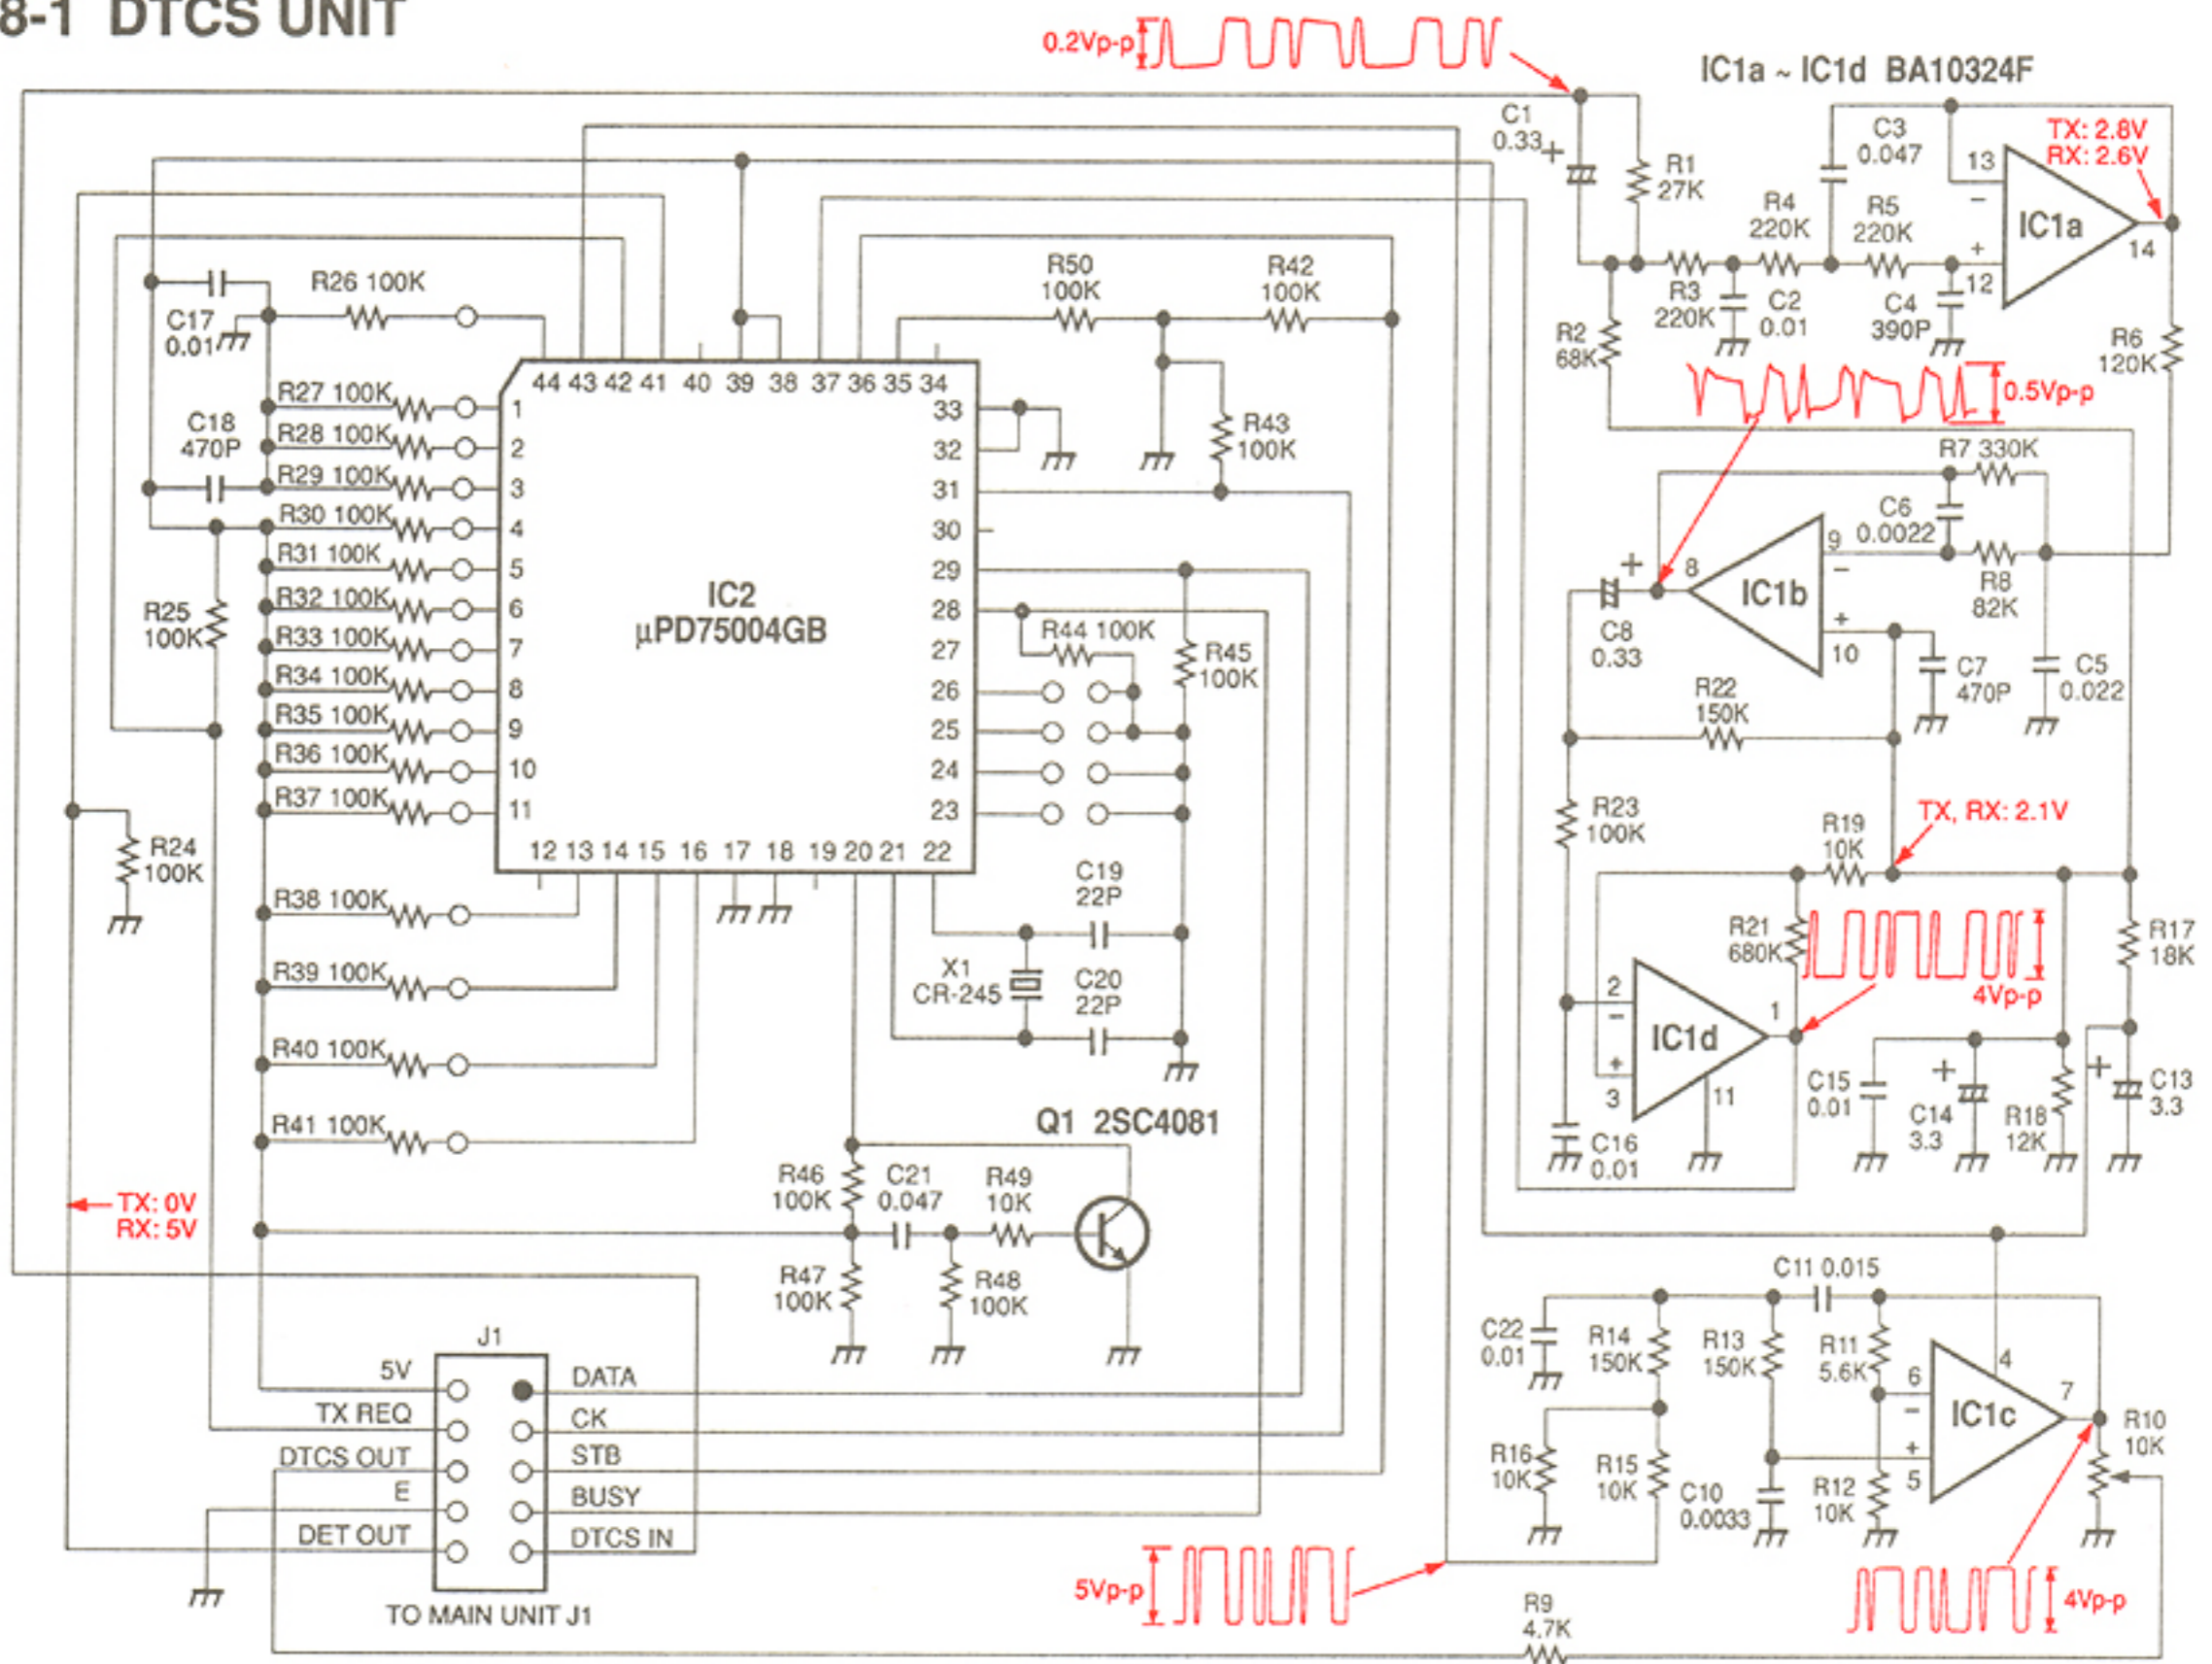 8-1 DTCS UNIT
0.2Vp-p
IC1a ~ IC1d BA10324F
C1
0.33
+
R1
27K
C3
0.047
TX: 2.8V
RX: 2.6V
13
−
IC1a
14
+
12
R4
220K
R5
220K
R3
220K
C2
0.01
C4
390P
R2
68K
R6
120K
0.5Vp-p
R26 100K
C17
0.01
R50
100K
R42
100K
R43
100K
44 43 42 41 40 39 38 37 36 35 34
R27 100K
1
33
C18
470P
R28 100K
2
32
R29 100K
3
31
R30 100K
4
30
R31 100K
5
29
R32 100K
6
28
R33 100K
7
27
R34 100K
8
26
R35 100K
9
25
R36 100K
10
24
R37 100K
11
23
12 13 14 15 16 17 18 19 20 21 22
IC2
µPD75004GB
R44 100K
R45
100K
R25
100K
R24
100K
R7 330K
C6
0.0022
9
−
8
+
IC1b
R8
82K
+
10
C8
0.33
C7
470P
C5
0.022
R22
150K
R23
100K
R19
10K
TX, RX: 2.1V
R21
680K
4Vp-p
R17
18K
2
−
1
IC1d
+
3
11
C15
0.01
+
C14
3.3
R18
12K
+
C13
3.3
C16
0.01
R38 100K
R39 100K
R40 100K
R41 100K
C19
22P
X1
CR-245
C20
22P
Q1 2SC4081
R46
100K
C21
0.047
R49
10K
R47
100K
R48
100K
TX: 0V
RX: 5V
C11 0.015
C22
0.01
R14
150K
R13
150K
R11
5.6K
4
6
−
7
IC1c
+
5
R10
10K
R16
10K
R15
10K
C10
0.0033
R12
10K
J1
5V
DATA
TX REQ
CK
DTCS OUT
STB
E
BUSY
DET OUT
DTCS IN
TO MAIN UNIT J1
5Vp-p
4Vp-p
R9
4.7K